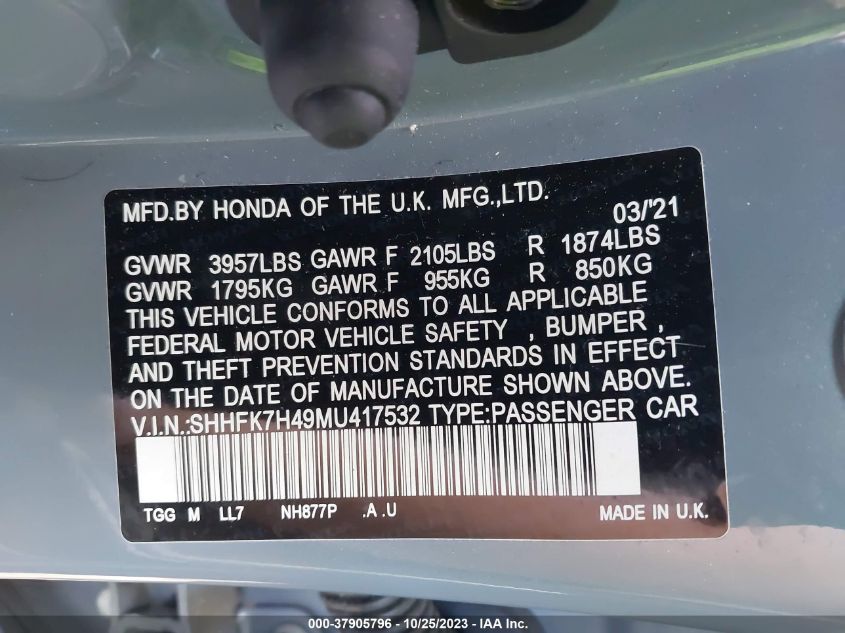 MFD.BY HONDA OF THE U.K. MFG.,LTD. 03/'21
GVWR 3957LBS GAWR F 2105LBS R 1874LBS
GVWR 1795KG GAWR F 955KG R 850KG
THIS VEHICLE CONFORMS TO ALL APPLICABLE
FEDERAL MOTOR VEHICLE SAFETY , BUMPER ,
AND THEFT PREVENTION STANDARDS IN EFFECT
ON THE DATE OF MANUFACTURE SHOWN ABOVE.
V.I.N.:SHHFK7H49MU417532 TYPE:PASSENGER CAR
TGG M LL7 NH877P .A .U MADE IN U.K.
000-37905796 - 10/25/2023 - IAA Inc.